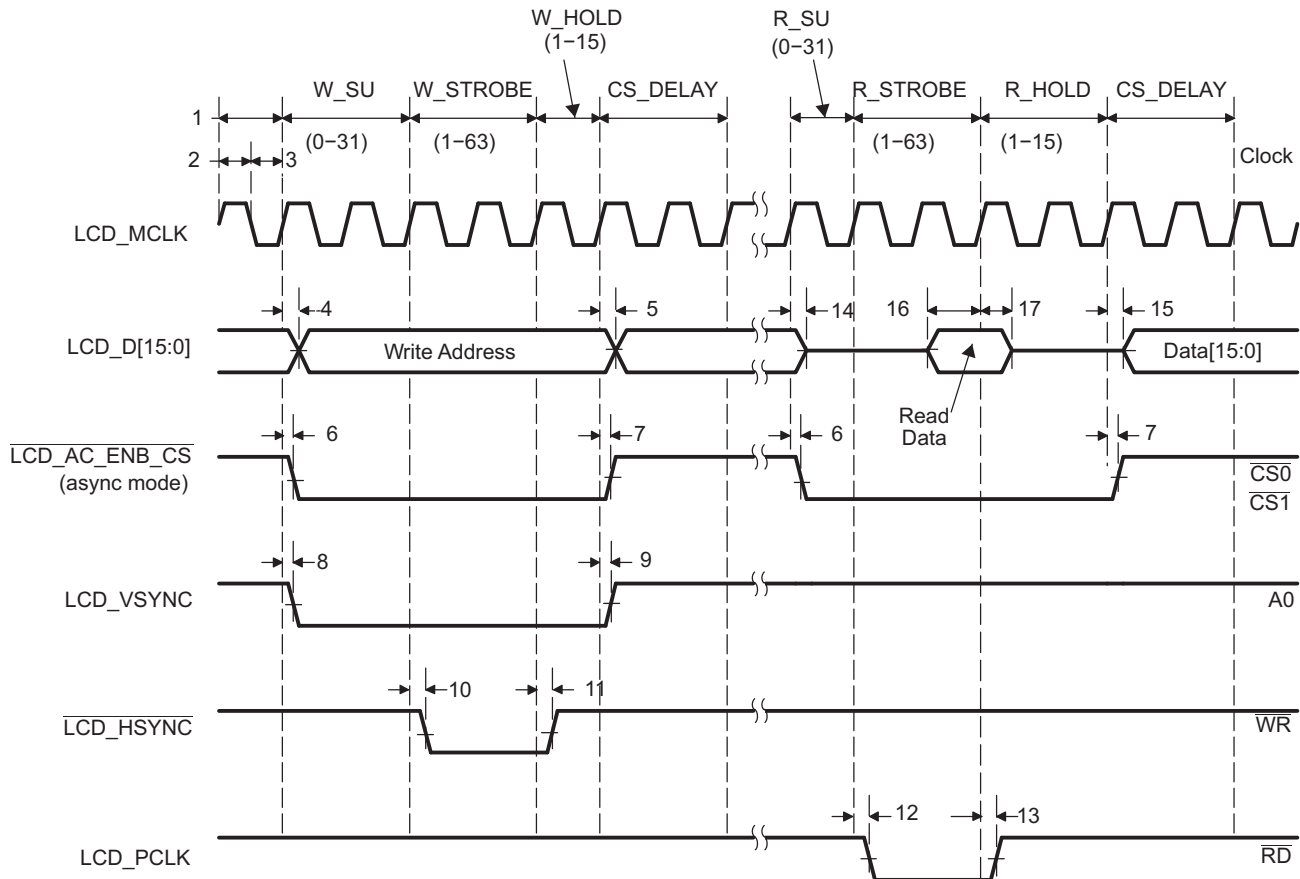 W_HOLD
(1−15)
R_SU
(0−31)
W_SU
W_STROBE
CS_DELAY
R_STROBE
R_HOLD
CS_DELAY
1
(0−31)
(1−63)
(1−63)
(1−15)
2
3
Clock
LCD_MCLK
4
5
14
16
17
15
LCD_D[15:0]
Write Address
Data[15:0]
Read
Data
6
7
6
7
LCD_AC_ENB_CS
(async mode)
CS0
CS1
8
9
LCD_VSYNC
A0
10
11
LCD_HSYNC
WR
12
13
LCD_PCLK
RD